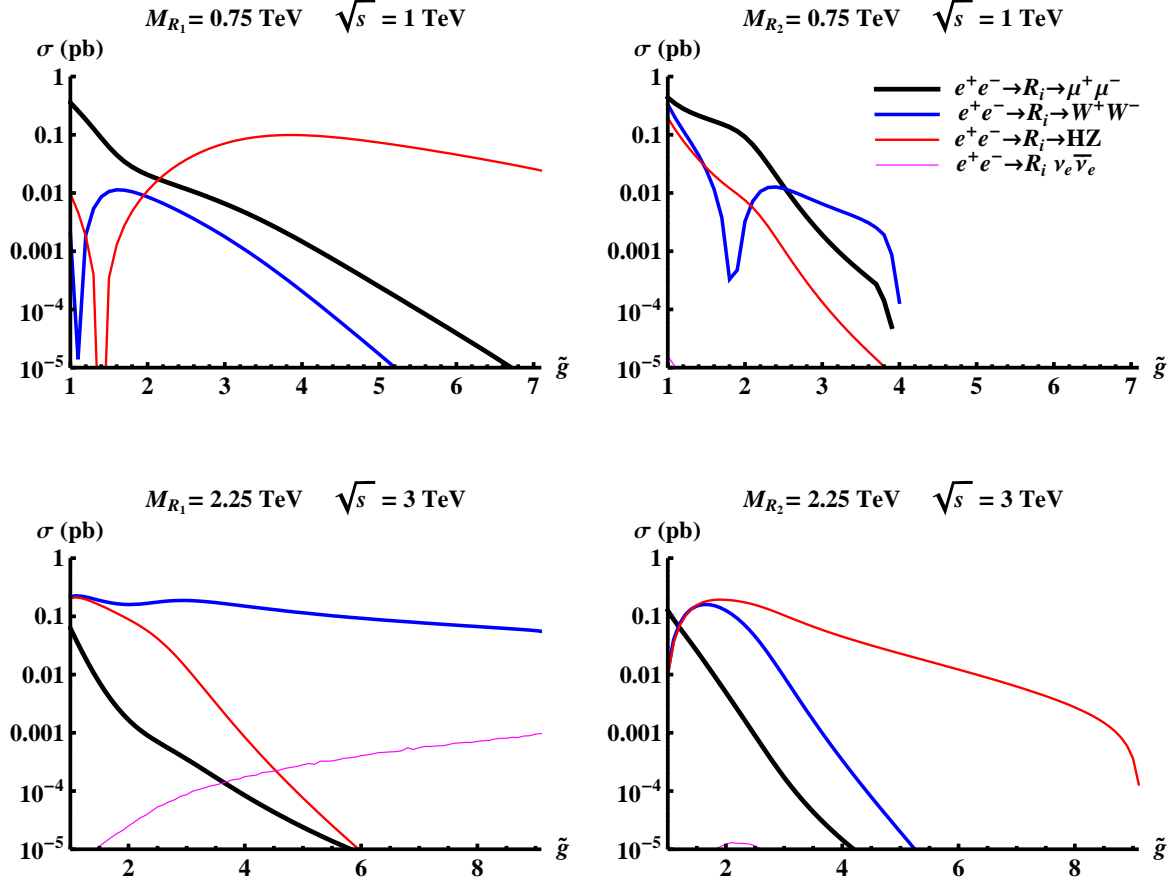 M_{R_1} = 0.75 TeV √s = 1 TeV
σ (pb)
1
0.1
0.01
0.001
10^{-4}
10^{-5}
1 2 3 4 5 6 7
g̃
M_{R_2} = 0.75 TeV √s = 1 TeV
σ (pb)
1
0.1
0.01
0.001
10^{-4}
10^{-5}
1 2 3 4 5 6 7
g̃
e⁺e⁻→R_i→μ⁺μ⁻
e⁺e⁻→R_i→W⁺W⁻
e⁺e⁻→R_i→HZ
e⁺e⁻→R_i ν_e ν̅_e
M_{R_1} = 2.25 TeV √s = 3 TeV
σ (pb)
1
0.1
0.01
0.001
10^{-4}
10^{-5}
2 4 6 8
g̃
M_{R_2} = 2.25 TeV √s = 3 TeV
σ (pb)
1
0.1
0.01
0.001
10^{-4}
10^{-5}
2 4 6 8
g̃